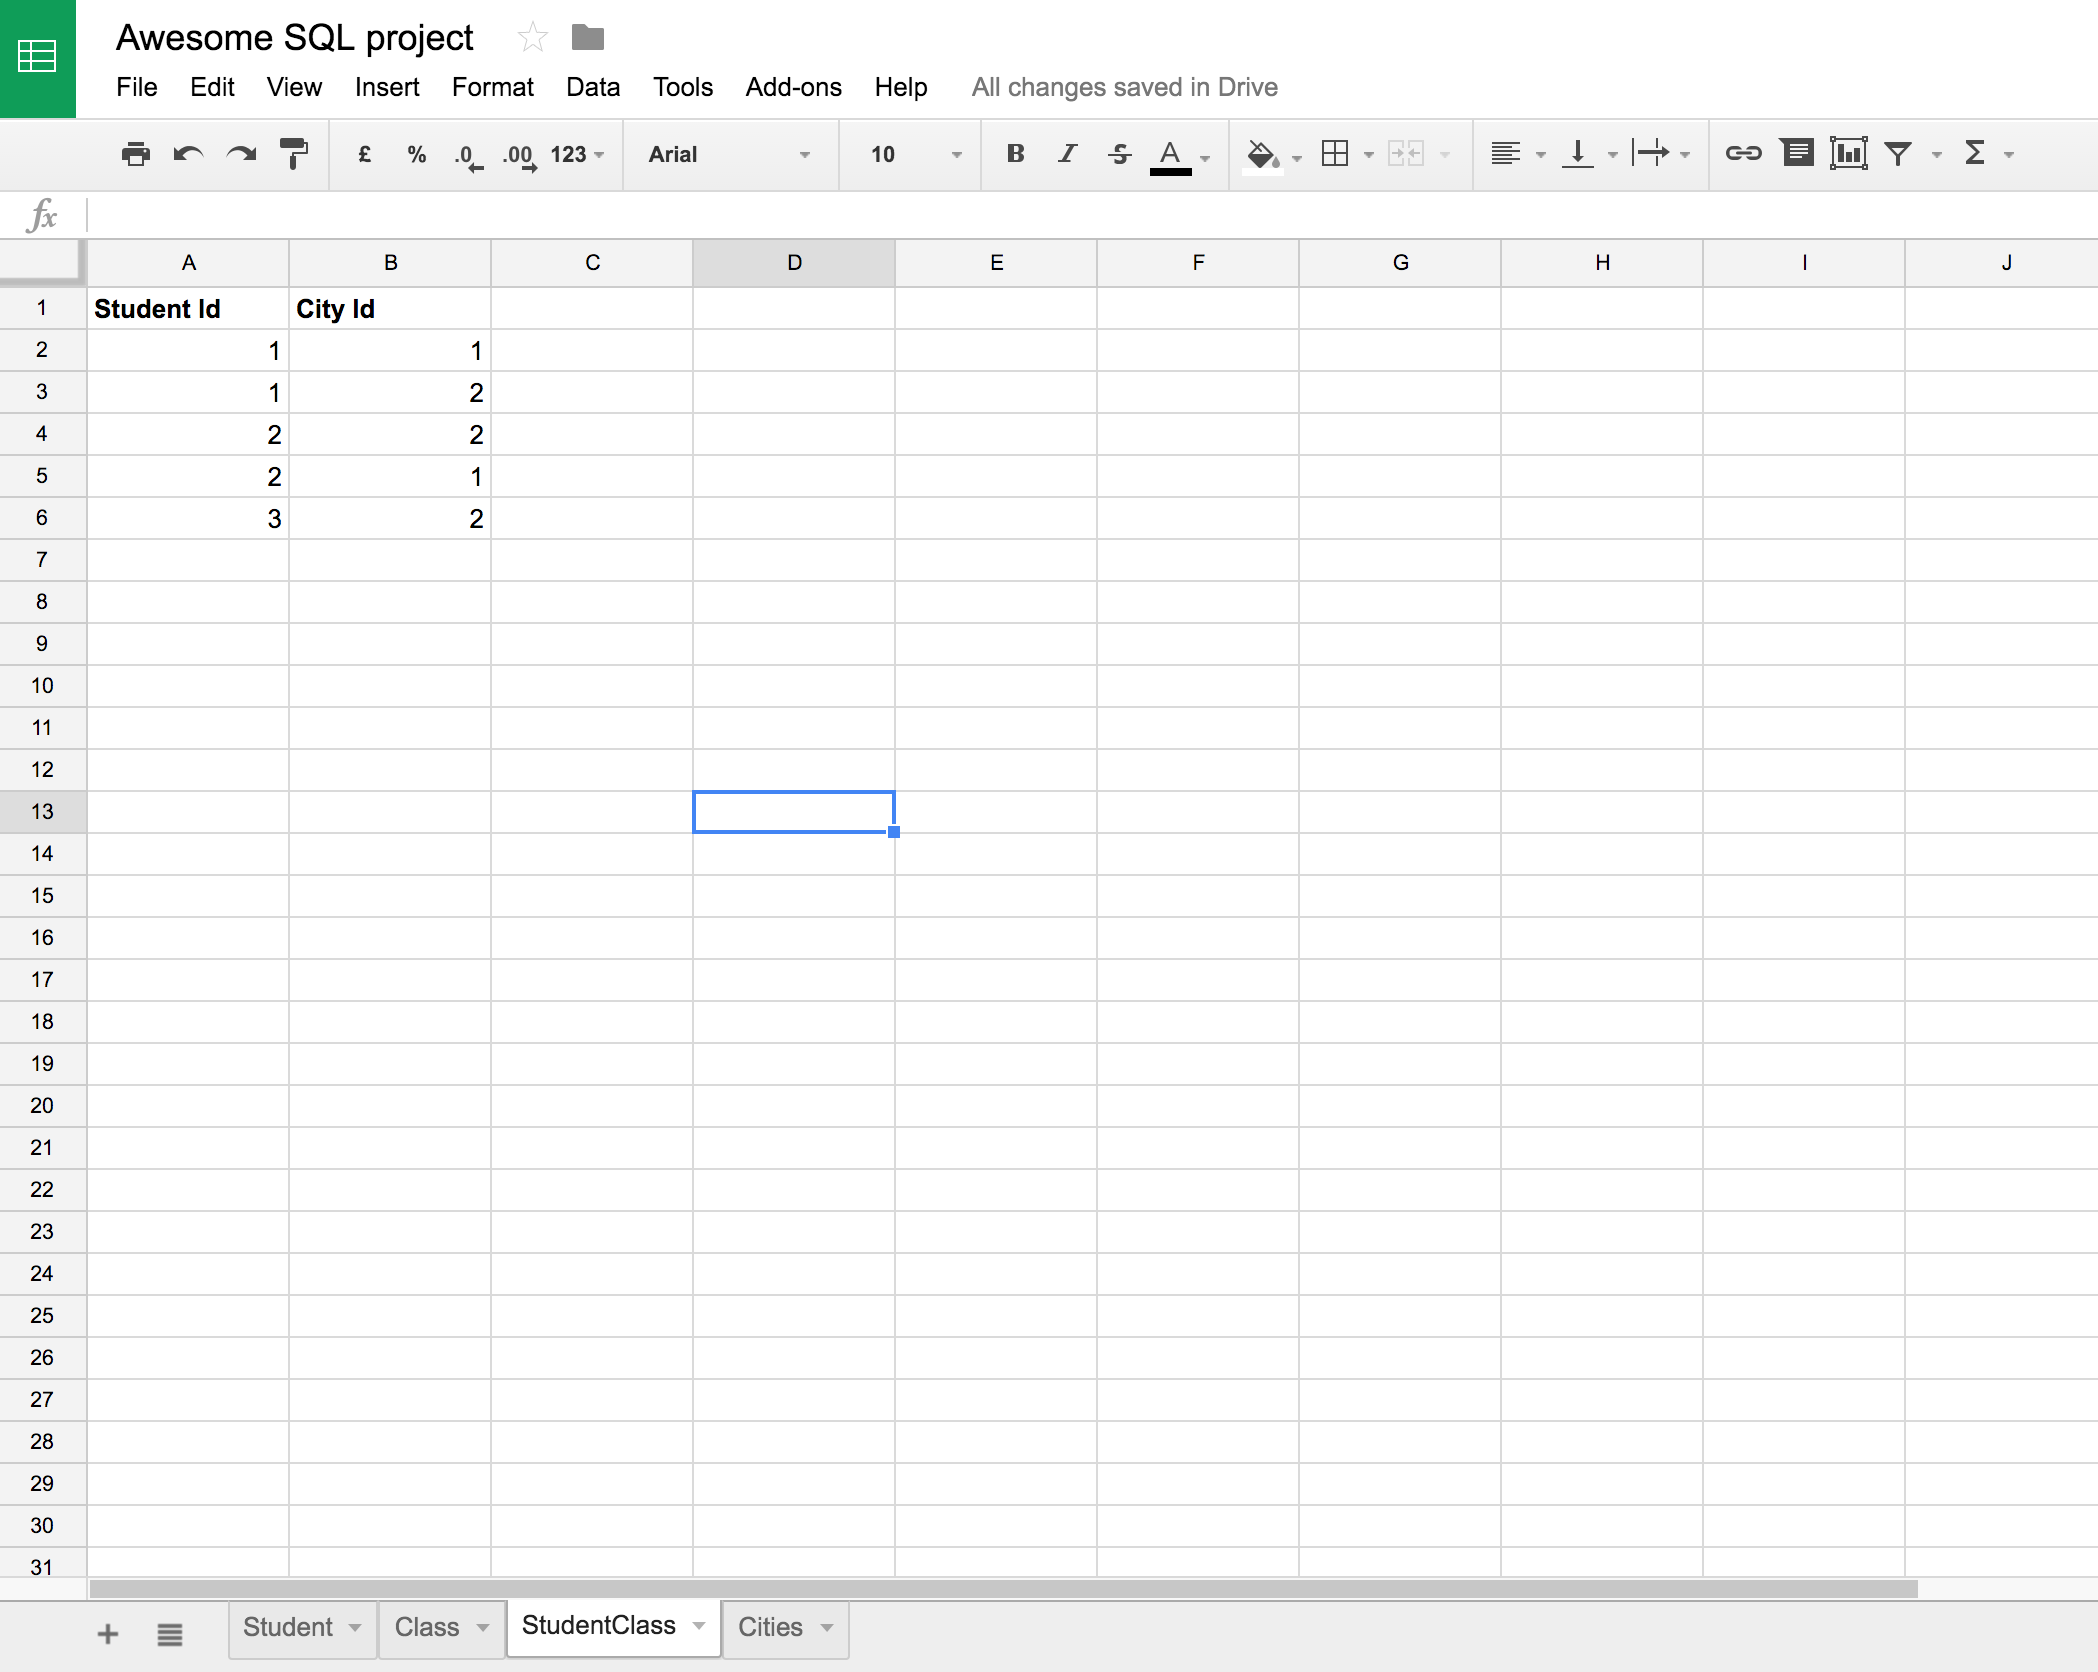 Awesome SQL project
File Edit View Insert Format Data Tools Add-ons Help All changes saved in Drive
£ % .0 .00 123 Arial 10 B I S A Σ
fx
A B C D E F G H I J
1 Student Id City Id
2 1 1
3 1 2
4 2 2
5 2 1
6 3 2
7
8
9
10
11
12
13
14
15
16
17
18
19
20
21
22
23
24
25
26
27
28
29
30
31
+ Student Class StudentClass Cities